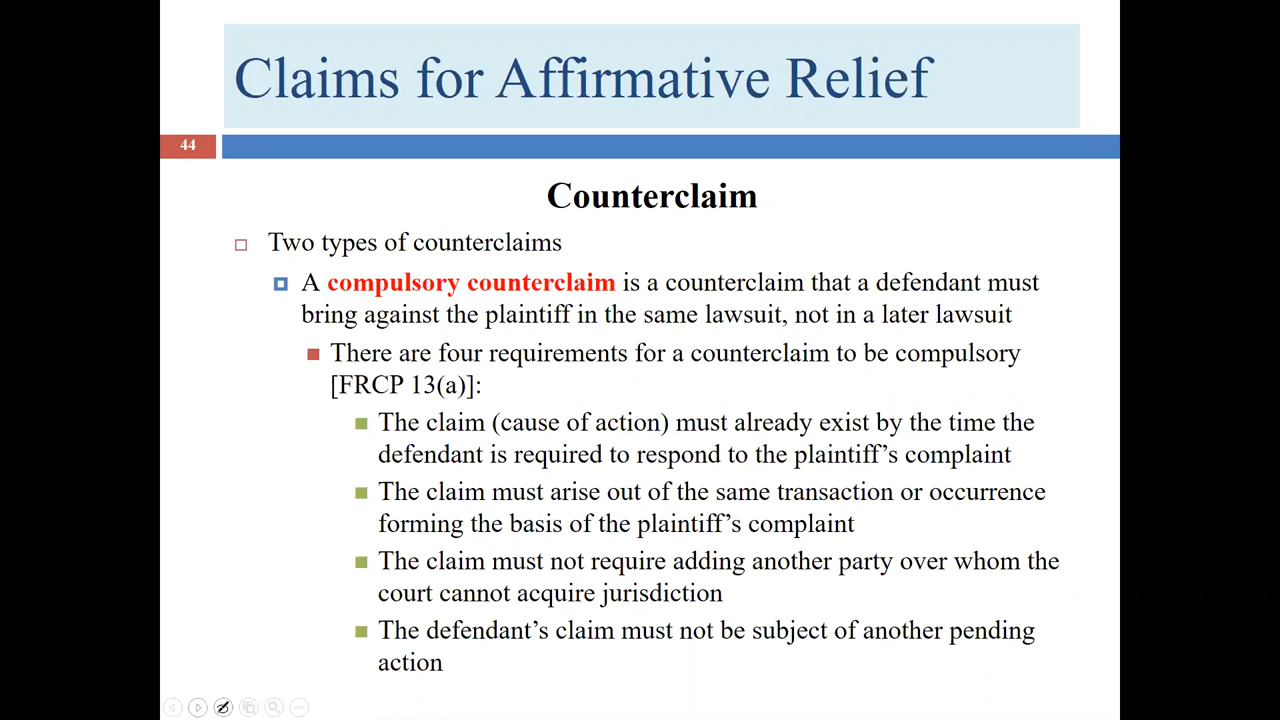 Claims for Affirmative Relief
44
Counterclaim
Two types of counterclaims
A compulsory counterclaim is a counterclaim that a defendant must
bring against the plaintiff in the same lawsuit, not in a later lawsuit
There are four requirements for a counterclaim to be compulsory
[FRCP 13(a)]:
The claim (cause of action) must already exist by the time the
defendant is required to respond to the plaintiff’s complaint
The claim must arise out of the same transaction or occurrence
forming the basis of the plaintiff’s complaint
The claim must not require adding another party over whom the
court cannot acquire jurisdiction
The defendant’s claim must not be subject of another pending
action